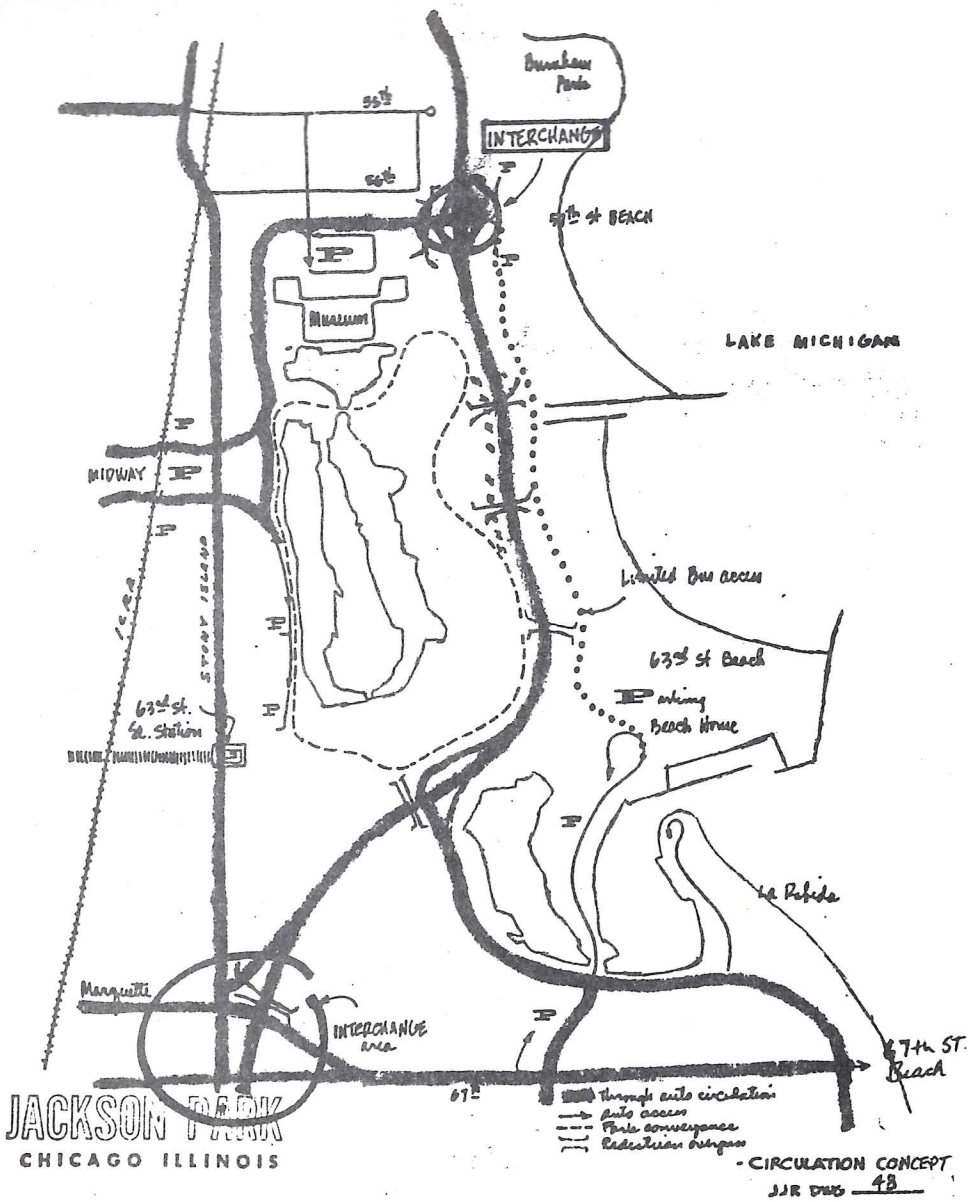 Burnham
Park
55th
INTERCHANGE
P
56th
57th St BEACH
P
P
Museum
LAKE MICHIGAN
P
MIDWAY
P
P
Limited Bus access
I.C.R.R.
STONY ISLAND
P
63rd St Beach
63rd St.
El. Station
P
Parking
Beach House
P
La Rabida
Marquette
INTERCHANGE
area
P
67th ST.
Beach
67th
Through auto circulation
auto access
Park conveyance
Pedestrian overpass
JACKSON PARK
CHICAGO ILLINOIS
- CIRCULATION CONCEPT
JJR DWG 48